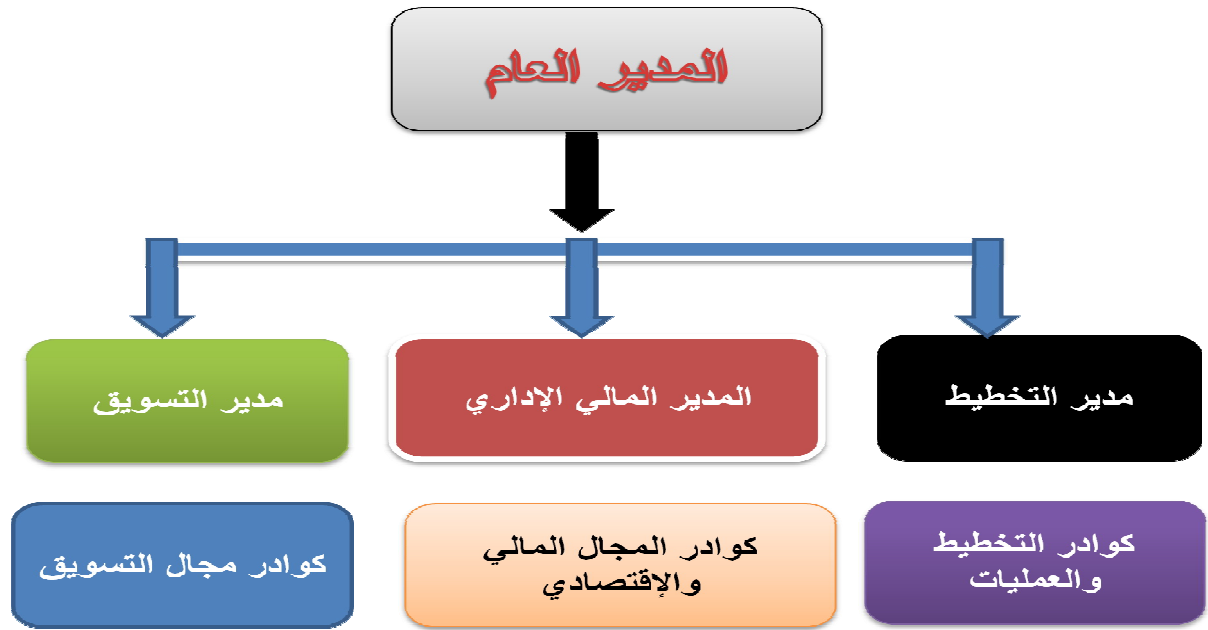 المدير العام
مدير التخطيط
المدير المالي الإداري
مدير التسويق
كوادر التخطيط
والعمليات
كوادر المجال المالي
والإقتصادي
كوادر مجال التسويق